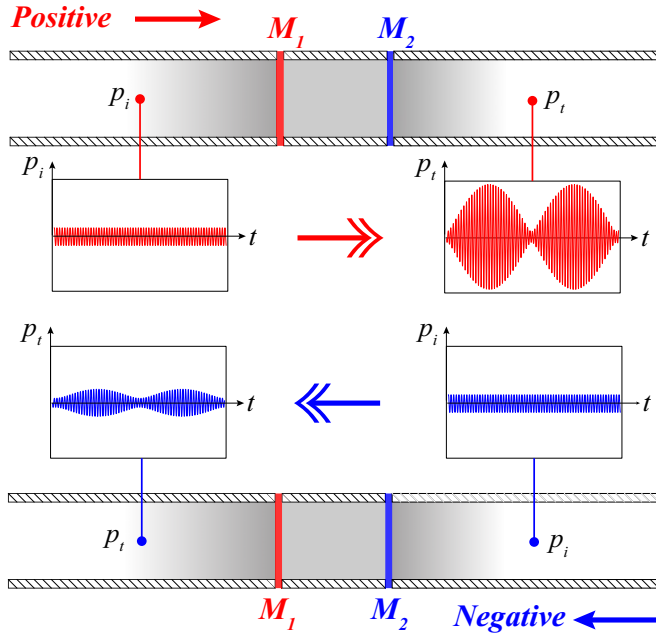 Positive
M₁ M₂
pᵢ pₜ
pᵢ pₜ
t t
pₜ pᵢ
t t
pₜ pᵢ
M₁ M₂
Negative